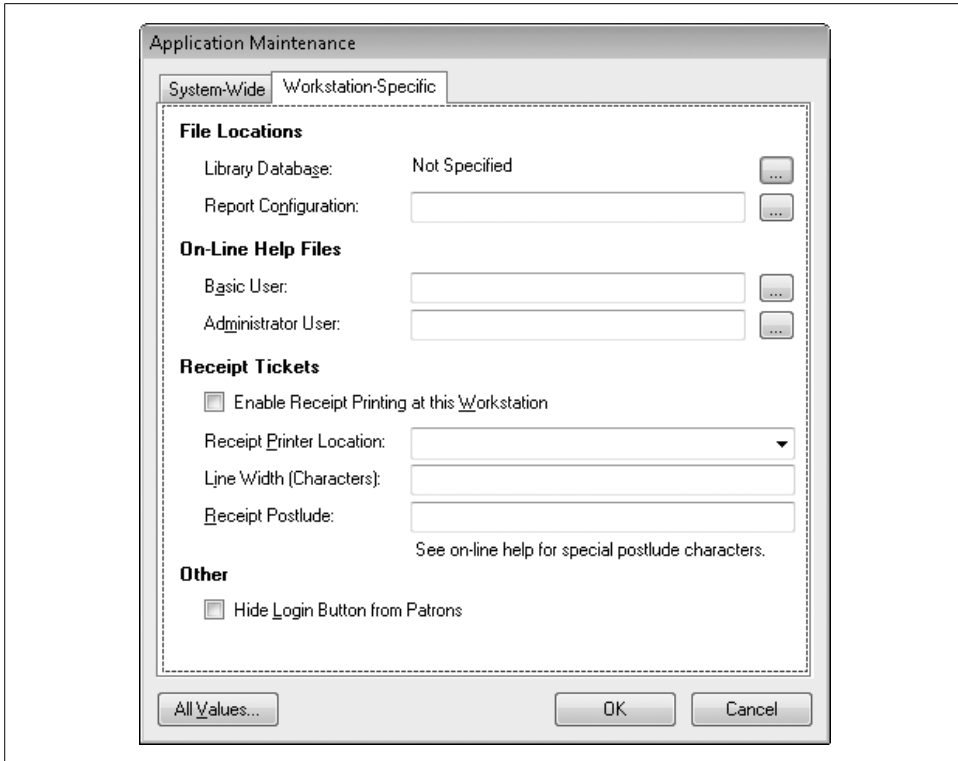 Application Maintenance
System-Wide Workstation-Specific
File Locations
Library Database: Not Specified ...
Report Configuration: ...
On-Line Help Files
Basic User: ...
Administrator User: ...
Receipt Tickets
Enable Receipt Printing at this Workstation
Receipt Printer Location:
Line Width (Characters):
Receipt Postlude:
See on-line help for special postlude characters.
Other
Hide Login Button from Patrons
All Values... OK Cancel